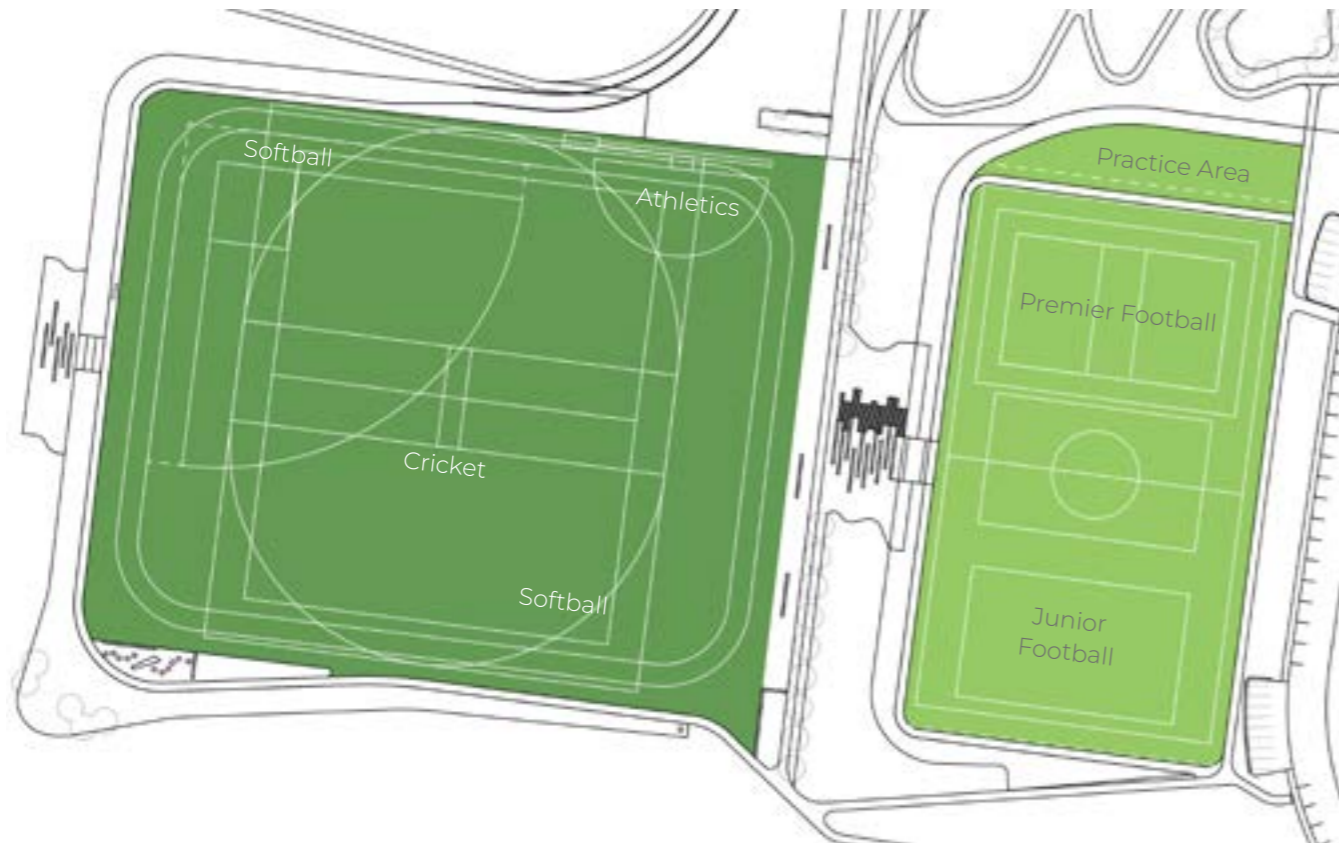 Softball
Athletics
Cricket
Softball
Practice Area
Premier Football
Junior
Football